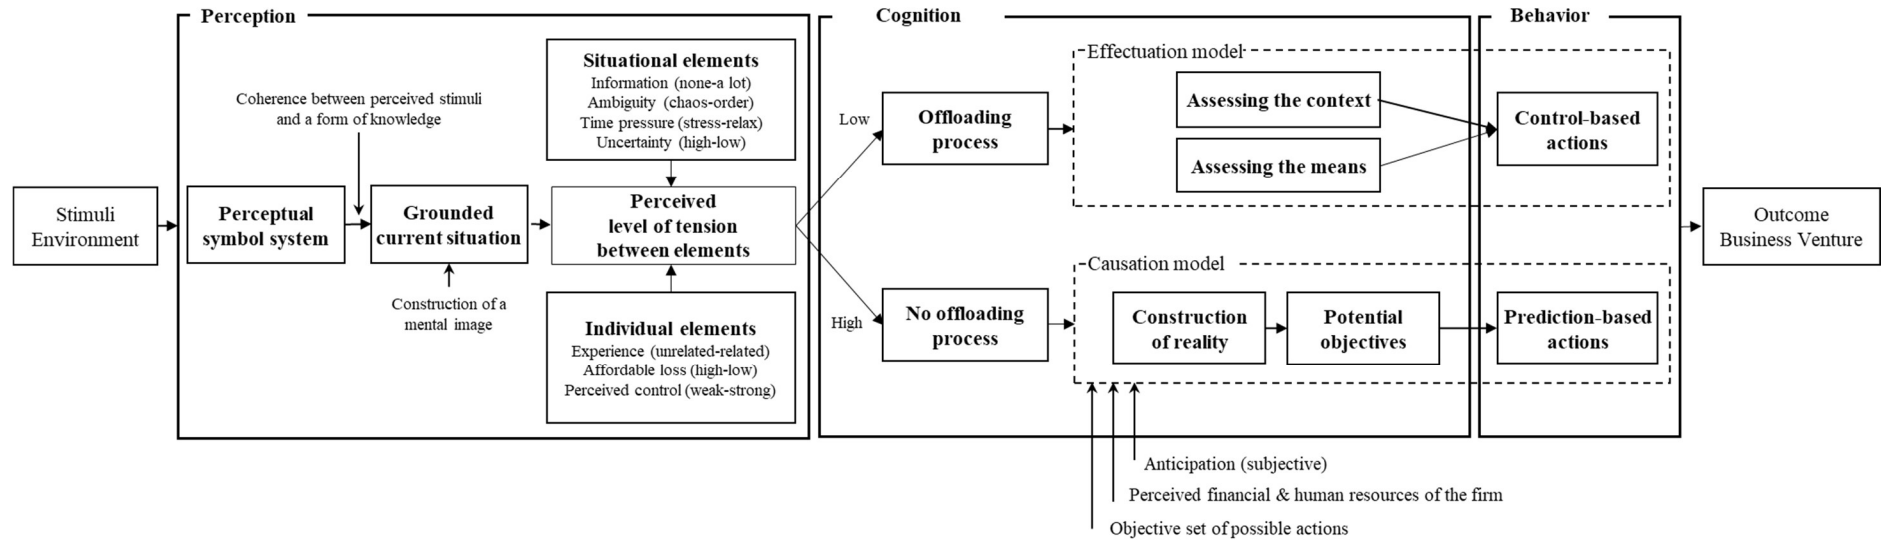 Perception
Cognition
Behavior
Stimuli
Environment
Coherence between perceived stimuli
and a form of knowledge
Perceptual
symbol system
Grounded
current situation
Construction of a
mental image
Situational elements
Information (none-a lot)
Ambiguity (chaos-order)
Time pressure (stress-relax)
Uncertainty (high-low)
Perceived
level of tension
between elements
Individual elements
Experience (unrelated-related)
Affordable loss (high-low)
Perceived control (weak-strong)
Low
High
Offloading
process
No offloading
process
Effectuation model
Assessing the context
Assessing the means
Control-based
actions
Causation model
Construction
of reality
Potential
objectives
Prediction-based
actions
Outcome
Business Venture
Anticipation (subjective)
Perceived financial & human resources of the firm
Objective set of possible actions